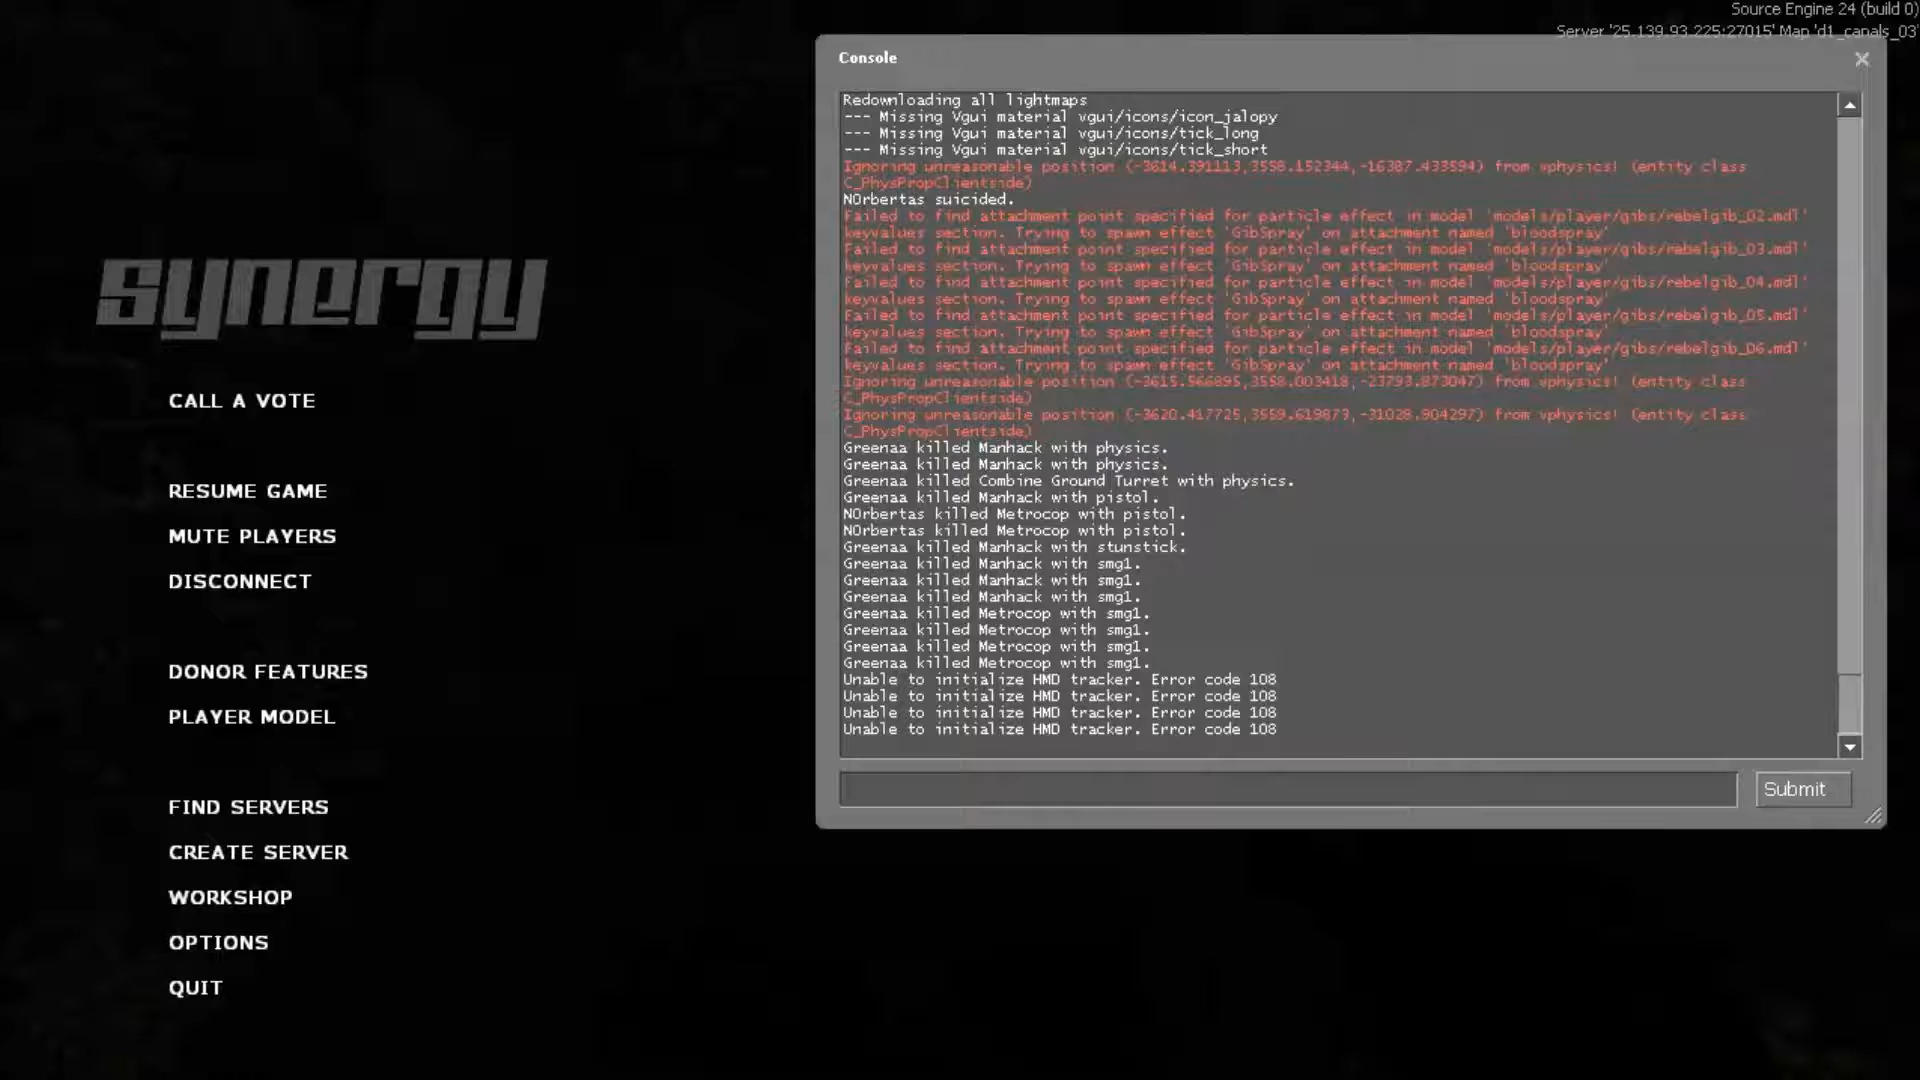 Source Engine 24 (build 0)
Server '25.139.93.225:27015' Map 'd1_canals_03'
Console
Redownloading all lightmaps
--- Missing Vgui material vgui/icons/icon_jalopy
--- Missing Vgui material vgui/icons/tick_long
--- Missing Vgui material vgui/icons/tick_short
Ignoring unreasonable position (-3614.391113,3558.152344,-16387.433594) from vphysics! (entity class
C_PhysPropClientside)
N0rbertas suicided.
Failed to find attachment point specified for particle effect in model 'models/player/gibs/rebelgib_02.mdl'
keyvalues section. Trying to spawn effect 'GibSpray' on attachment named 'bloodspray'
Failed to find attachment point specified for particle effect in model 'models/player/gibs/rebelgib_03.mdl'
keyvalues section. Trying to spawn effect 'GibSpray' on attachment named 'bloodspray'
Failed to find attachment point specified for particle effect in model 'models/player/gibs/rebelgib_04.mdl'
keyvalues section. Trying to spawn effect 'GibSpray' on attachment named 'bloodspray'
Failed to find attachment point specified for particle effect in model 'models/player/gibs/rebelgib_05.mdl'
keyvalues section. Trying to spawn effect 'GibSpray' on attachment named 'bloodspray'
Failed to find attachment point specified for particle effect in model 'models/player/gibs/rebelgib_06.mdl'
keyvalues section. Trying to spawn effect 'GibSpray' on attachment named 'bloodspray'
Ignoring unreasonable position (-3615.566895,3558.003418,-23793.873047) from vphysics! (entity class
C_PhysPropClientside)
Ignoring unreasonable position (-3620.417725,3559.619873,-31028.904297) from vphysics! (entity class
C_PhysPropClientside)
Greenaa killed Manhack with physics.
Greenaa killed Manhack with physics.
Greenaa killed Combine Ground Turret with physics.
Greenaa killed Manhack with pistol.
N0rbertas killed Metrocop with pistol.
N0rbertas killed Metrocop with pistol.
Greenaa killed Manhack with stunstick.
Greenaa killed Manhack with smg1.
Greenaa killed Manhack with smg1.
Greenaa killed Manhack with smg1.
Greenaa killed Metrocop with smg1.
Greenaa killed Metrocop with smg1.
Greenaa killed Metrocop with smg1.
Greenaa killed Metrocop with smg1.
Unable to initialize HMD tracker. Error code 108
Unable to initialize HMD tracker. Error code 108
Unable to initialize HMD tracker. Error code 108
Unable to initialize HMD tracker. Error code 108
Submit
synergy
CALL A VOTE
RESUME GAME
MUTE PLAYERS
DISCONNECT
DONOR FEATURES
PLAYER MODEL
FIND SERVERS
CREATE SERVER
WORKSHOP
OPTIONS
QUIT